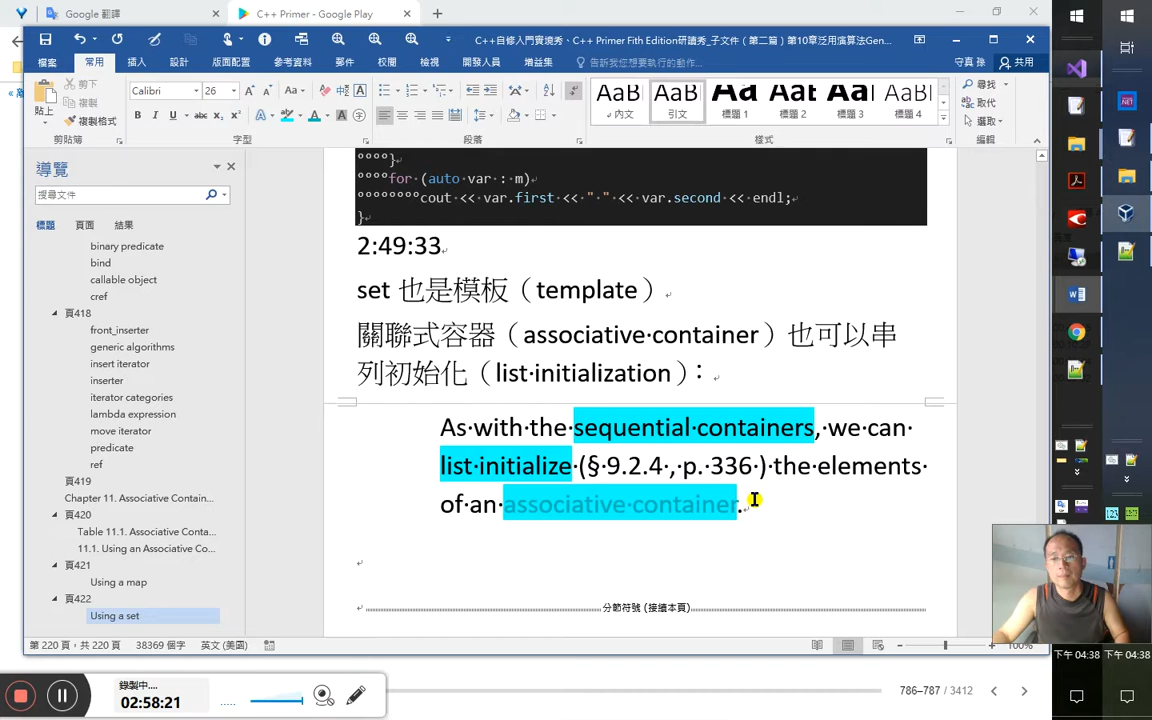 Google 翻譯
C++ Primer - Google Play
C++自修入門實境秀、C++ Primer Fith Edition研讀秀_子文件（第二篇）第10章泛用演算法Gen...
檔案 常用 插入 設計 版面配置 參考資料 郵件 校閱 檢視 開發人員 增益集 告訴我您想要執行的動作... 守真 孫 共用
貼上 剪下 複製 複製格式
Calibri 26
AaB 內文 AaBb 引文 Aa 標題 1 Aab 標題 2 Aal 標題 3 AaBb 標題 4
尋找 取代 選取
剪貼簿 字型 段落 樣式 編輯
導覽
搜尋文件
標題 頁面 結果
binary predicate
bind
callable object
cref
頁418
front_inserter
generic algorithms
insert iterator
inserter
iterator categories
lambda expression
move iterator
predicate
ref
頁419
Chapter 11. Associative Contain...
頁420
Table 11.1. Associative Conta...
11.1. Using an Associative Co...
頁421
Using a map
頁422
Using a set
}
for (auto var : m)
cout << var.first << " " << var.second << endl;
}
2:49:33
set 也是模板（template）
關聯式容器（associative container）也可以串
列初始化（list initialization）：
As with the sequential containers, we can
list initialize (§ 9.2.4 , p. 336 ) the elements
of an associative container.
分節符號 (接續本頁)
第 220 頁，共 220 頁 38369 個字 英文 (美國) 100%
錄製中....
02:58:21
786–787 / 3412
下午 04:38
下午 04:38